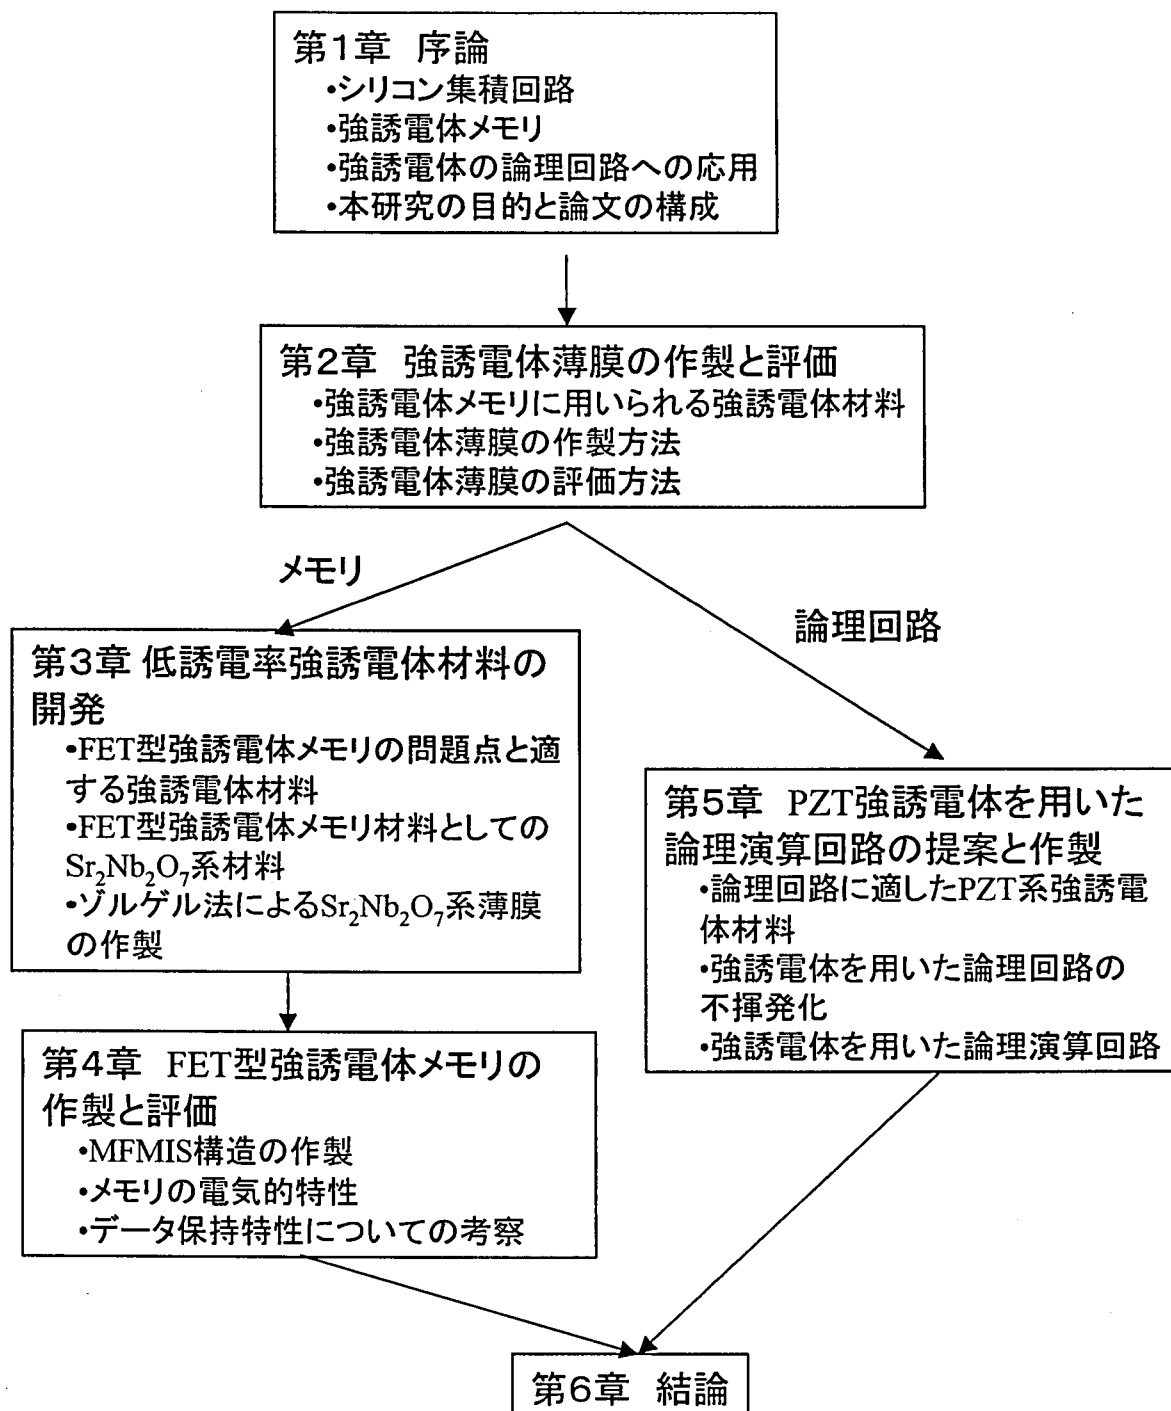 第1章 序論
•シリコン集積回路
•強誘電体メモリ
•強誘電体の論理回路への応用
•本研究の目的と論文の構成
第2章 強誘電体薄膜の作製と評価
•強誘電体メモリに用いられる強誘電体材料
•強誘電体薄膜の作製方法
•強誘電体薄膜の評価方法
メモリ
論理回路
第3章 低誘電率強誘電体材料の
開発
•FET型強誘電体メモリの問題点と適
する強誘電体材料
•FET型強誘電体メモリ材料としての
Sr₂Nb₂O₇系材料
•ゾルゲル法によるSr₂Nb₂O₇系薄膜
の作製
第4章 FET型強誘電体メモリの
作製と評価
•MFMIS構造の作製
•メモリの電気的特性
•データ保持特性についての考察
第5章 PZT強誘電体を用いた
論理演算回路の提案と作製
•論理回路に適したPZT系強誘電
体材料
•強誘電体を用いた論理回路の
不揮発化
•強誘電体を用いた論理演算回路
第6章 結論